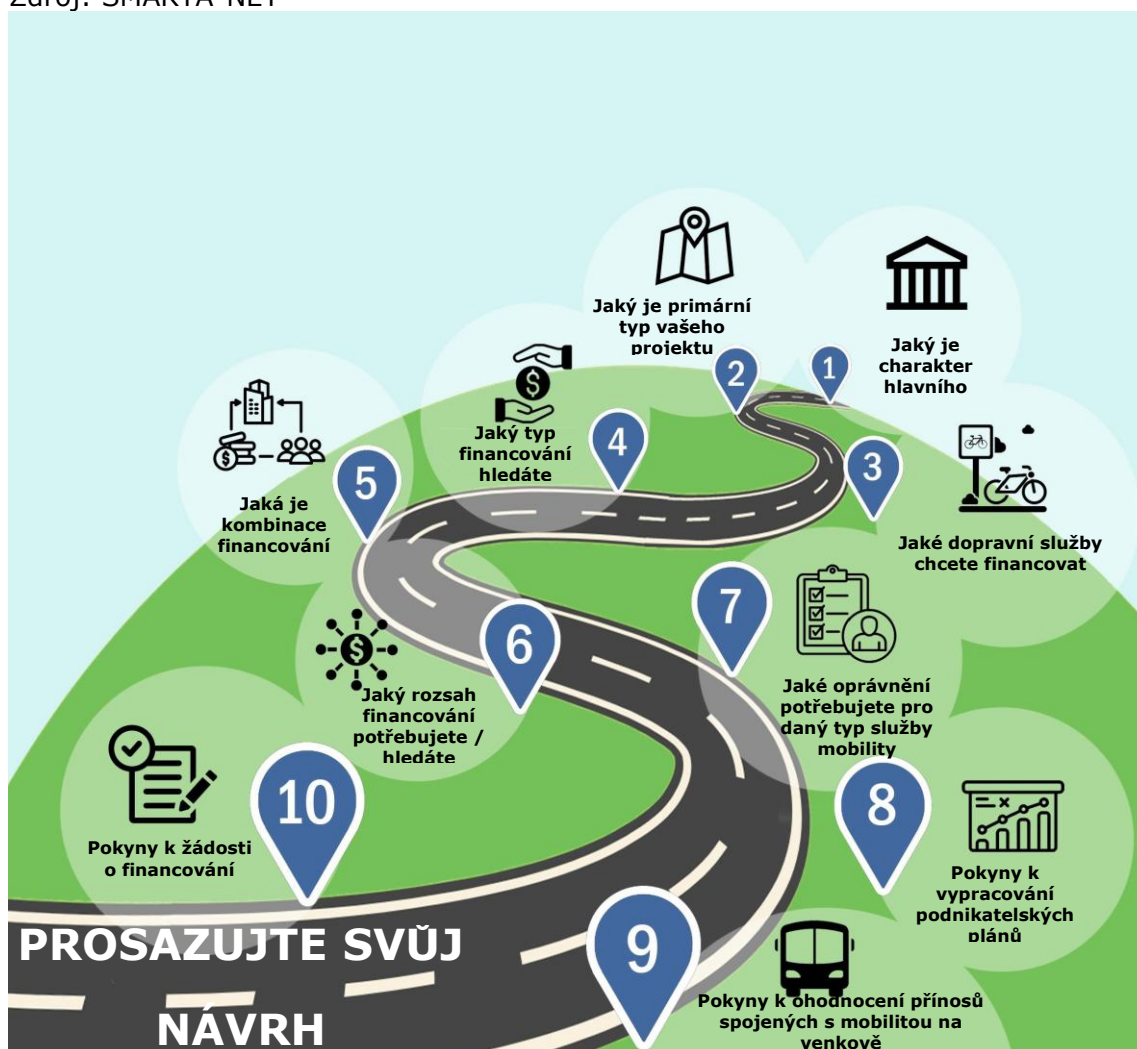 Zdroj: SMARTA-NET
Jaký je primární
typ vašeho
projektu
2
1
Jaký je
charakter
hlavního
Jaký typ
financování
hledáte
4
3
Jaké dopravní služby
chcete financovat
5
Jaká je
kombinace
financování
6
Jaký rozsah
financování
potřebujete /
hledáte
7
Jaké oprávnění
potřebujete pro
daný typ služby
mobility
10
Pokyny k žádosti
o financování
8
Pokyny k
vypracování
podnikatelských
plánů
9
Pokyny k ohodnocení přínosů
spojených s mobilitou na
venkově
PROSAZUJTE SVŮJ
NÁVRH